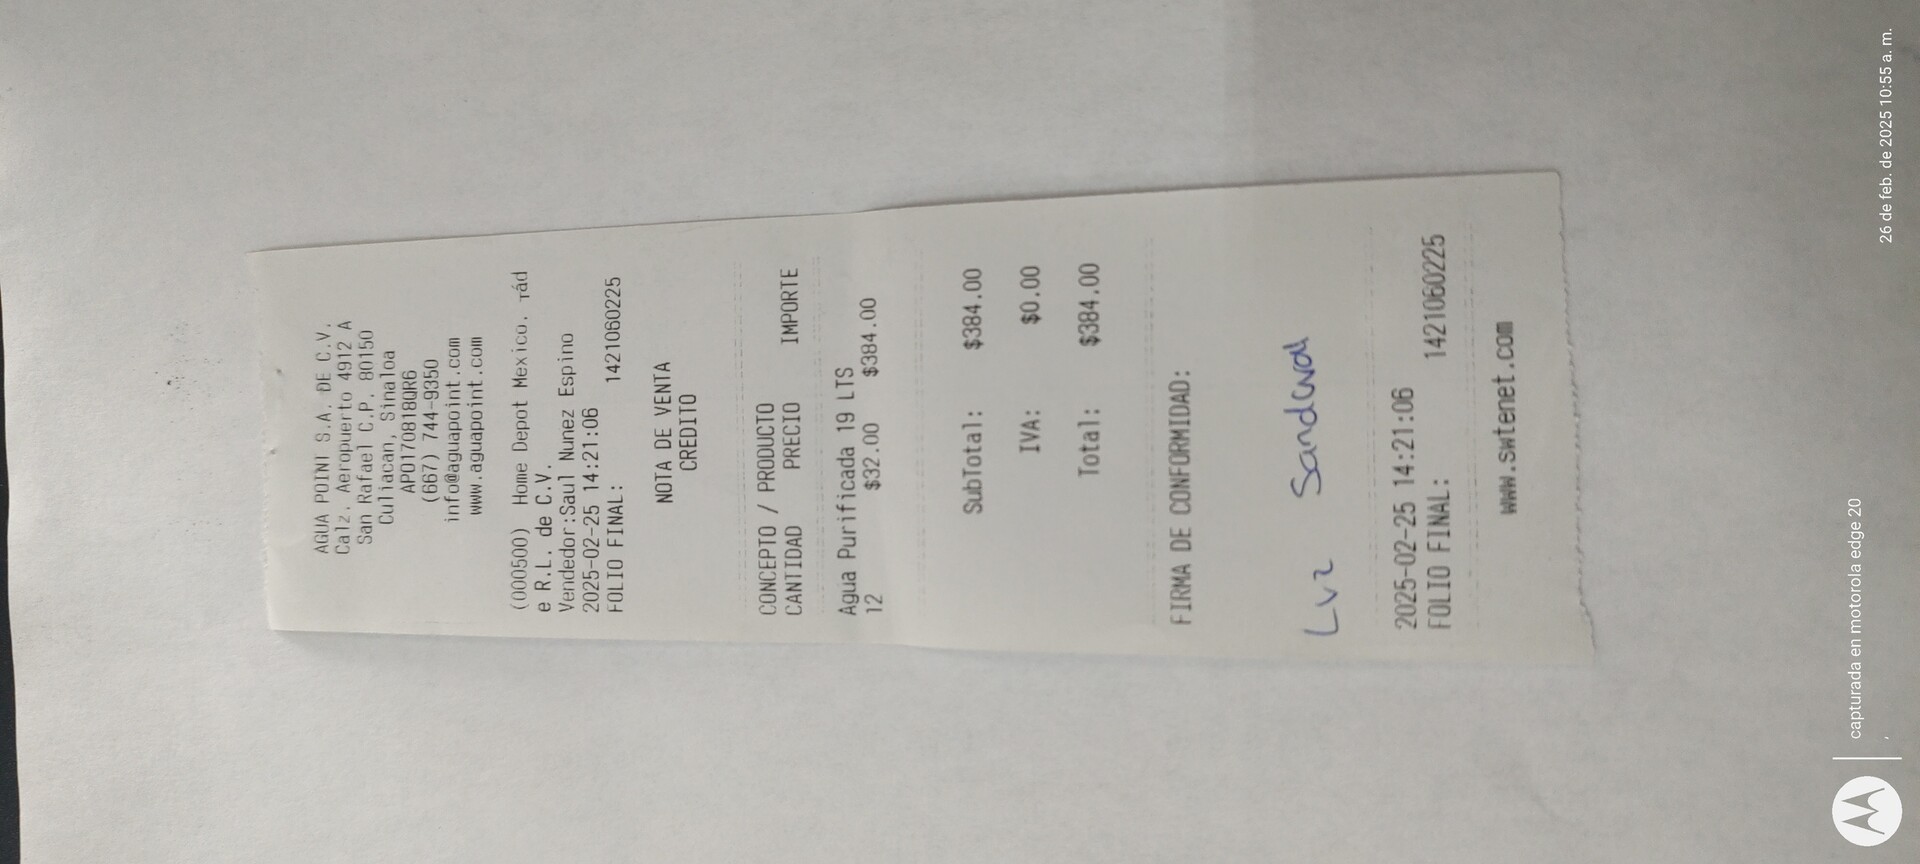 AGUA POINT S.A. DE C.V.
Calz. Aeropuerto 4912 A
San Rafael C.P. 80150
Culiacan, Sinaloa
APO170818QR6
(667) 744-9350
info@aguapoint.com
www.aguapoint.com
(000500) Home Depot Mexico,
e R.L. de C.V.
Vendedor:Saul Nunez Espino
2025-02-25 14:21:06
FOLIO FINAL: 1421060225
NOTA DE VENTA
CREDITO
CONCEPTO / PRODUCTO
CANTIDAD PRECIO IMPORTE
Agua Purificada 19 LTS
12 $32.00 $384.00
SubTotal: $384.00
IVA: $0.00
Total: $384.00
FIRMA DE CONFORMIDAD:
Luz Sandoval
2025-02-25 14:21:06
FOLIO FINAL: 1421060225
www.swtenet.com
capturada en motorola edge 20
26 de feb. de 2025 10:55 a. m.